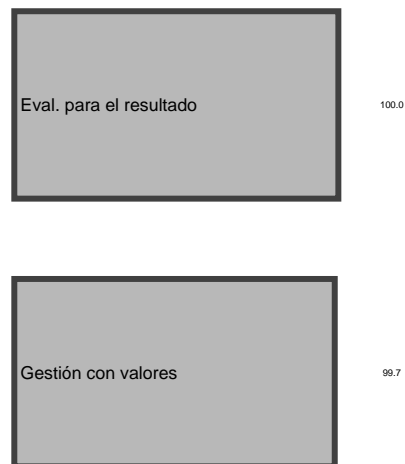 Eval. para el resultado 100.0
Gestión con valores 99.7